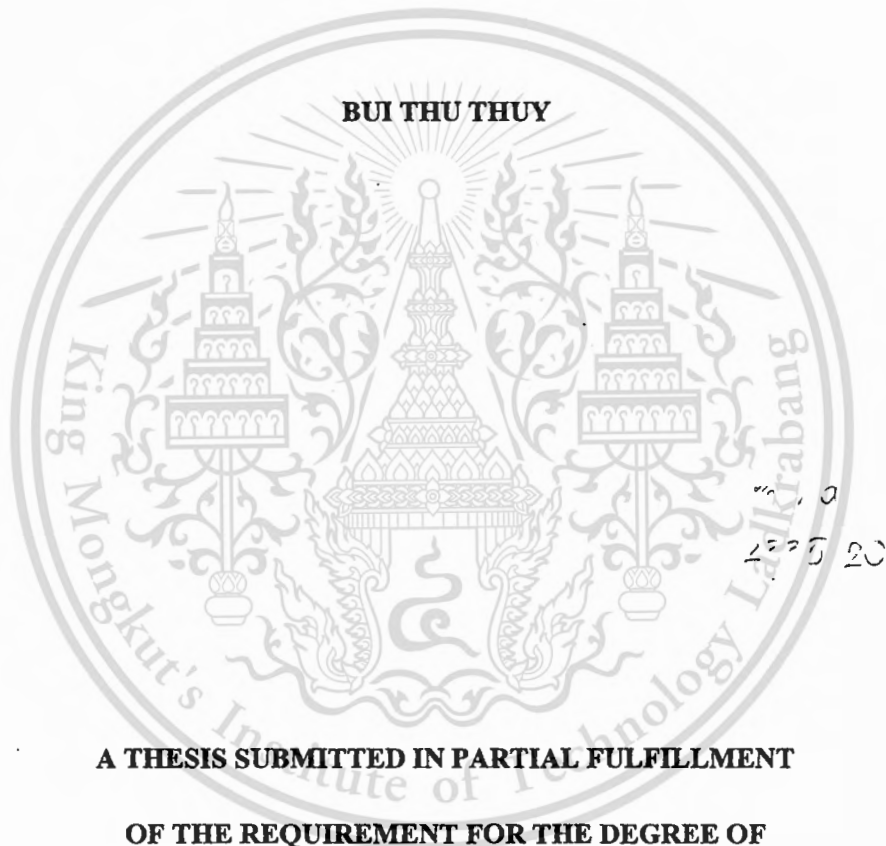 BUI THU THUY
King Mongkut's Institute of Technology Ladkrabang
A THESIS SUBMITTED IN PARTIAL FULFILLMENT
OF THE REQUIREMENT FOR THE DEGREE OF